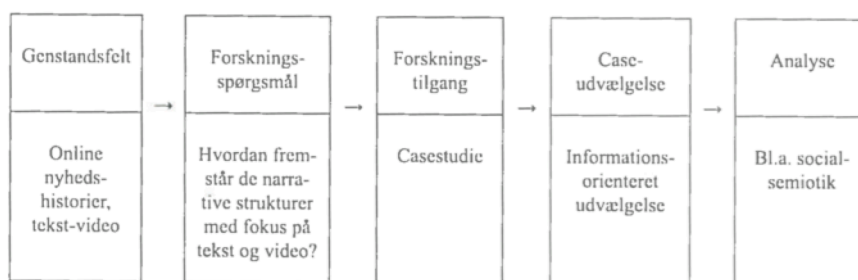 Genstandsfelt
Online
nyheds-
historier,
tekst-video
→
Forsknings-
spørgsmål
Hvordan frem-
står de narra-
tive strukturer
med fokus på
tekst og video?
→
Forsknings-
tilgang
Casestudie
→
Case-
udvælgelse
Informations-
orienteret
udvælgelse
→
Analyse
Bl.a. social-
semiotik